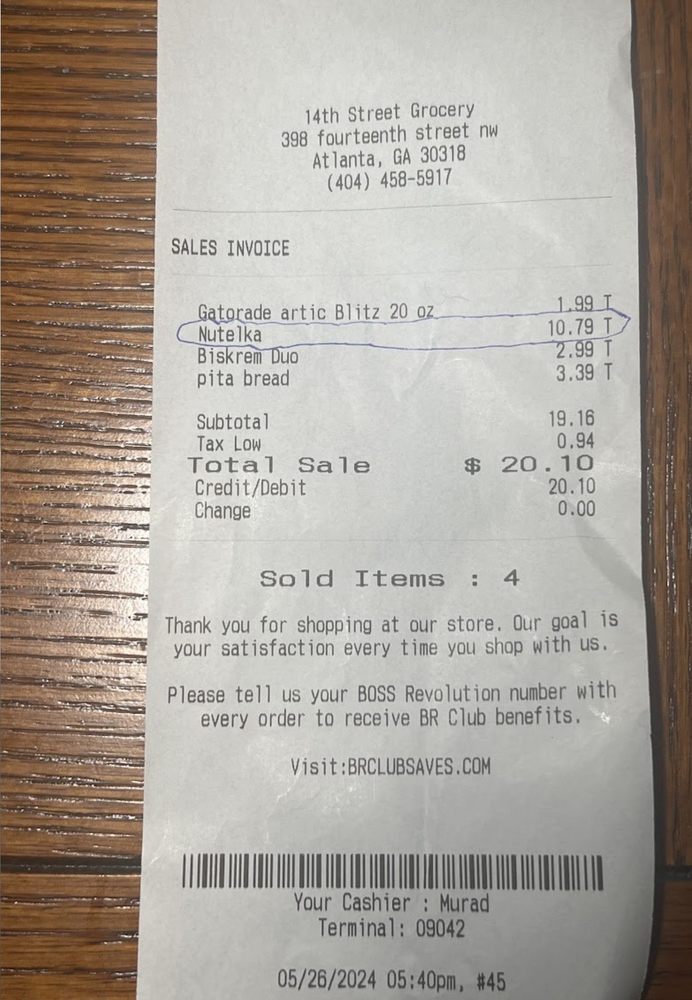 14th Street Grocery
398 fourteenth street nw
Atlanta, GA 30318
(404) 458-5917
SALES INVOICE
Gatorade artic Blitz 20 oz 1.99 T
Nutelka 10.79 T
Biskrem Duo 2.99 T
pita bread 3.39 T
Subtotal 19.16
Tax Low 0.94
Total Sale $ 20.10
Credit/Debit 20.10
Change 0.00
Sold Items : 4
Thank you for shopping at our store. Our goal is
your satisfaction every time you shop with us.
Please tell us your BOSS Revolution number with
every order to receive BR Club benefits.
Visit:BRCLUBSAVES.COM
Your Cashier : Murad
Terminal: 09042
05/26/2024 05:40pm, #45